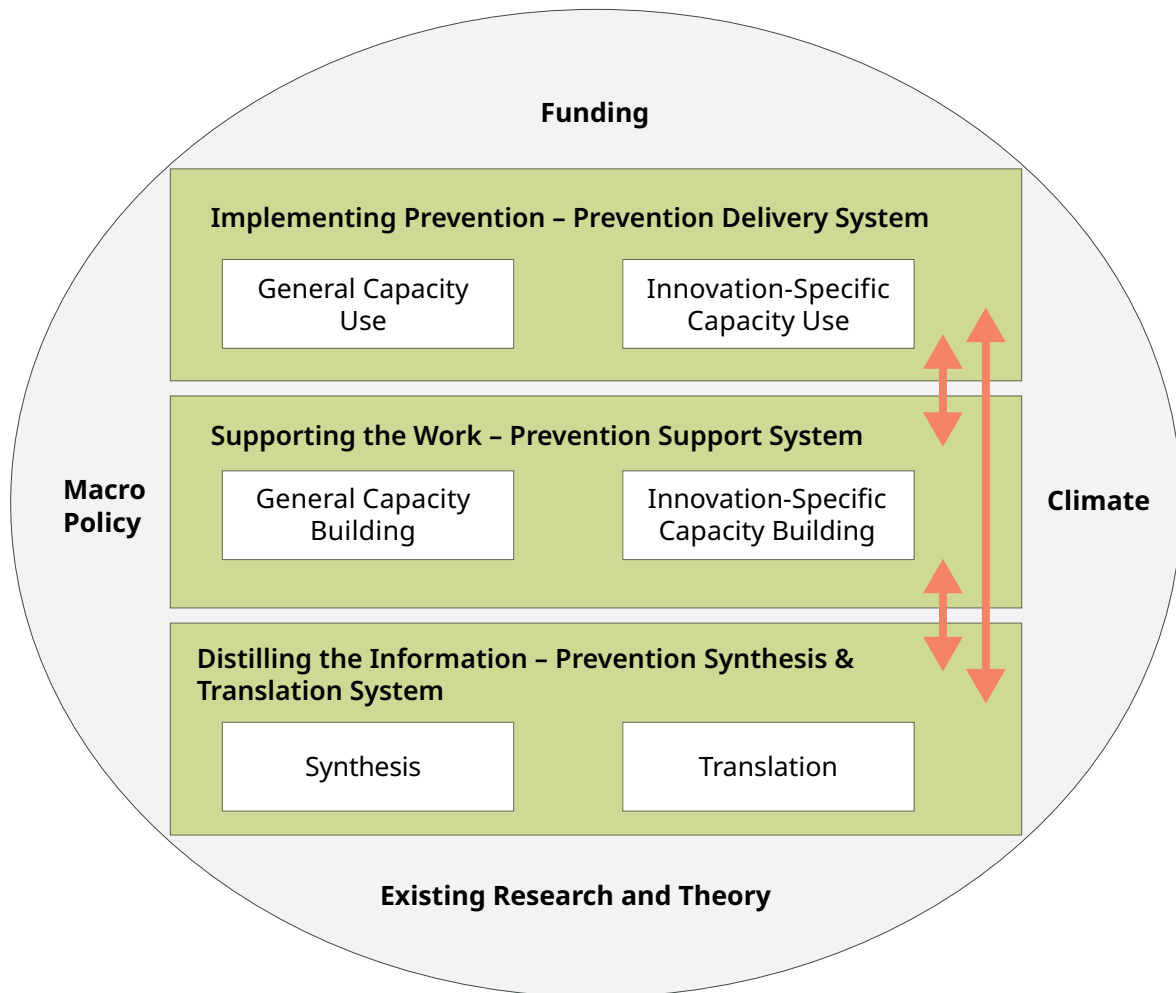 Funding
Implementing Prevention – Prevention Delivery System
General Capacity
Use
Innovation-Specific
Capacity Use
Supporting the Work – Prevention Support System
General Capacity
Building
Innovation-Specific
Capacity Building
Macro
Policy
Climate
Distilling the Information – Prevention Synthesis &
Translation System
Synthesis
Translation
Existing Research and Theory